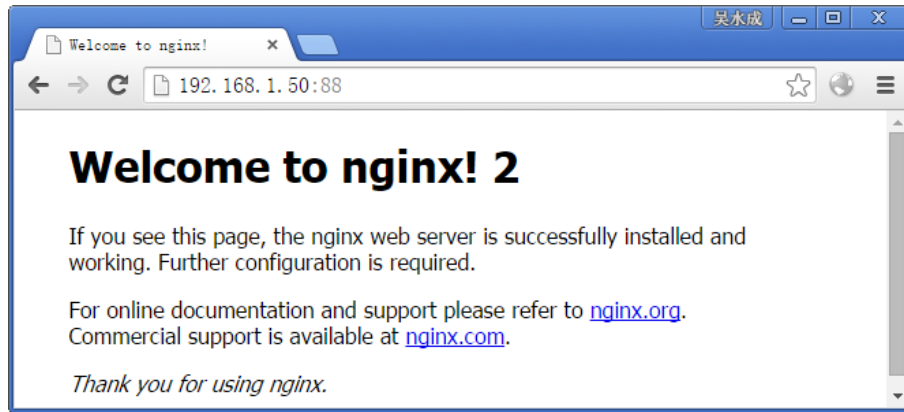 吴水成
Welcome to nginx!
192.168.1.50:88
Welcome to nginx! 2
If you see this page, the nginx web server is successfully installed and
working. Further configuration is required.
For online documentation and support please refer to nginx.org.
Commercial support is available at nginx.com.
Thank you for using nginx.